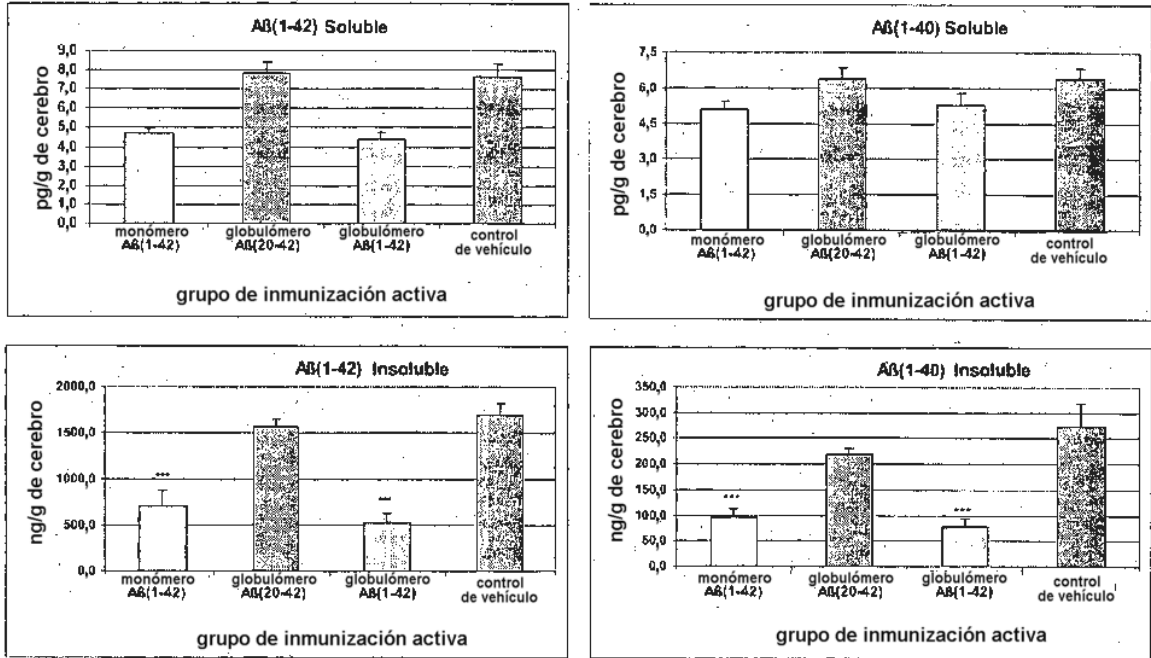 Aß(1-42) Soluble
pg/g de cerebro
9,0
8,0
7,0
6,0
5,0
4,0
3,0
2,0
1,0
0,0
monómero
Aß(1-42)
globulómero
Aß(20-42)
globulómero
Aß(1-42)
control
de vehículo
grupo de inmunización activa
Aß(1-40) Soluble
pg/g de cerebro
7,5
6,0
4,5
3,0
1,5
0,0
monómero
Aß(1-42)
globulómero
Aß(20-42)
globulómero
Aß(1-42)
control
de vehículo
grupo de inmunización activa
Aß(1-42) Insoluble
ng/g de cerebro
2000,0
1500,0
1000,0
500,0
0,0
***
***
monómero
Aß(1-42)
globulómero
Aß(20-42)
globulómero
Aß(1-42)
control
de vehículo
grupo de inmunización activa
Aß(1-40) Insoluble
ng/g de cerebro
350,0
300,0
250,0
200,0
150,0
100,0
50,0
0,0
***
***
monómero
Aß(1-42)
globulómero
Aß(20-42)
globulómero
Aß(1-42)
control
de vehículo
grupo de inmunización activa